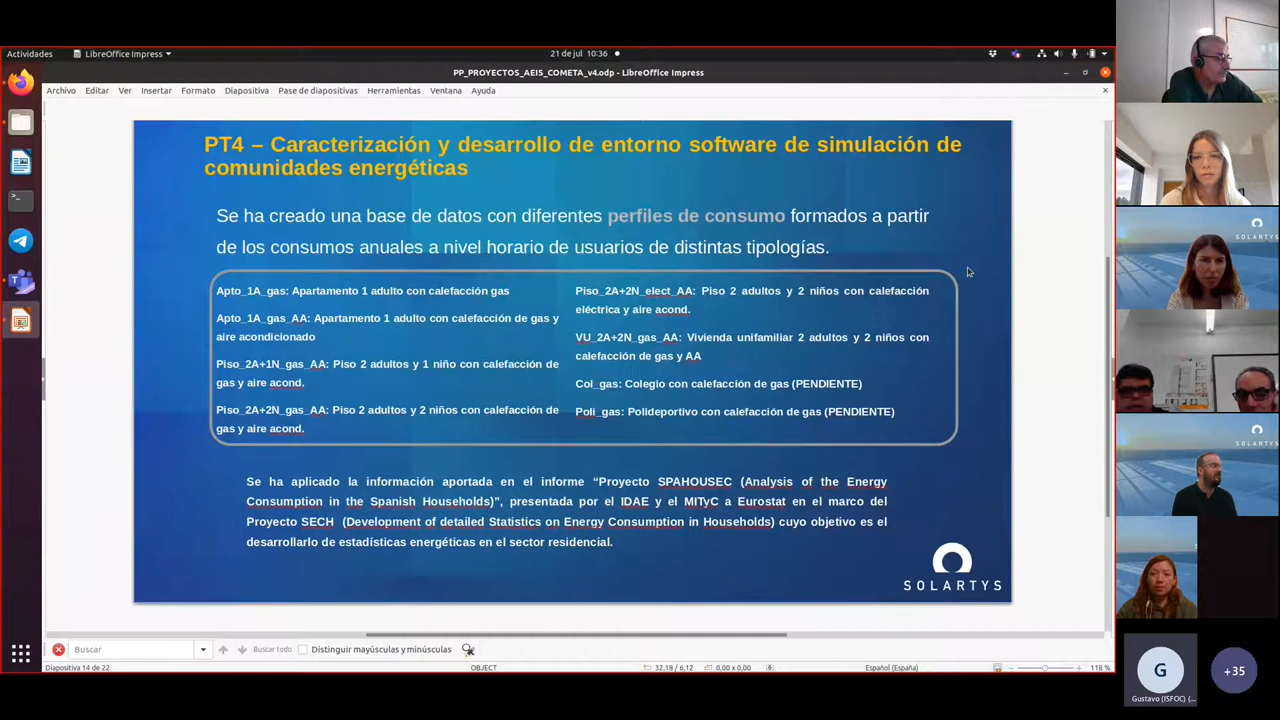 Actividades
LibreOffice Impress
21 de jul 10:36
PP_PROYECTOS_AEIS_COMETA_v4.odp - LibreOffice Impress
Archivo Editar Ver Insertar Formato Diapositiva Pase de diapositivas Herramientas Ventana Ayuda
PT4 – Caracterización y desarrollo de entorno software de simulación de
comunidades energéticas
Se ha creado una base de datos con diferentes perfiles de consumo formados a partir
de los consumos anuales a nivel horario de usuarios de distintas tipologías.
Apto_1A_gas: Apartamento 1 adulto con calefacción gas
Apto_1A_gas_AA: Apartamento 1 adulto con calefacción de gas y
aire acondicionado
Piso_2A+1N_gas_AA: Piso 2 adultos y 1 niño con calefacción de
gas y aire acond.
Piso_2A+2N_gas_AA: Piso 2 adultos y 2 niños con calefacción de
gas y aire acond.
Piso_2A+2N_elect_AA: Piso 2 adultos y 2 niños con calefacción
eléctrica y aire acond.
VU_2A+2N_gas_AA: Vivienda unifamiliar 2 adultos y 2 niños con
calefacción de gas y AA
Col_gas: Colegio con calefacción de gas (PENDIENTE)
Poli_gas: Polideportivo con calefacción de gas (PENDIENTE)
Se ha aplicado la información aportada en el informe “Proyecto SPAHOUSEC (Analysis of the Energy
Consumption in the Spanish Households)”, presentada por el IDAE y el MITyC a Eurostat en el marco del
Proyecto SECH (Development of detailed Statistics on Energy Consumption in Households) cuyo objetivo es el
desarrollarlo de estadísticas energéticas en el sector residencial.
SOLARTYS
Buscar
Buscar todo
Distinguir mayúsculas y minúsculas
Diapositiva 14 de 22
OBJECT
32,18 / 6,12
0,00 x 0,00
Español (España)
118 %
SOLARTYS
SOLARTYS
G
Gustavo (ISFOC) (...
+35